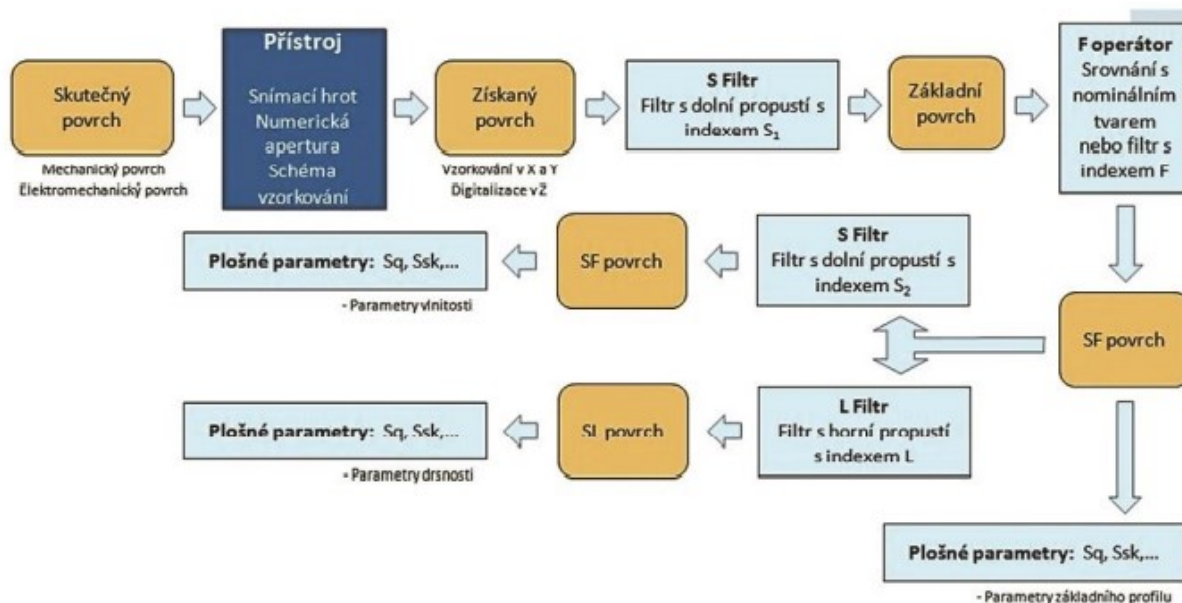 Skutečný
povrch
Mechanický povrch
Elektromechanický povrch
Přístroj
Snímací hrot
Numerická
apertura
Schéma
vzorkování
Získaný
povrch
Vzorkování v X a Y
Digitalizace v Z
S Filtr
Filtr s dolní propustí s
indexem S₁
Základní
povrch
F operátor
Srovnání s
nominálním
tvarem
nebo filtr s
indexem F
Plošné parametry: Sq, Ssk,...
- Parametry vlnitosti
SF povrch
S Filtr
Filtr s dolní propustí s
indexem S₂
SF povrch
Plošné parametry: Sq, Ssk,...
- Parametry drsnosti
SL povrch
L Filtr
Filtr s horní propustí
s indexem L
Plošné parametry: Sq, Ssk,...
- Parametry základního profilu